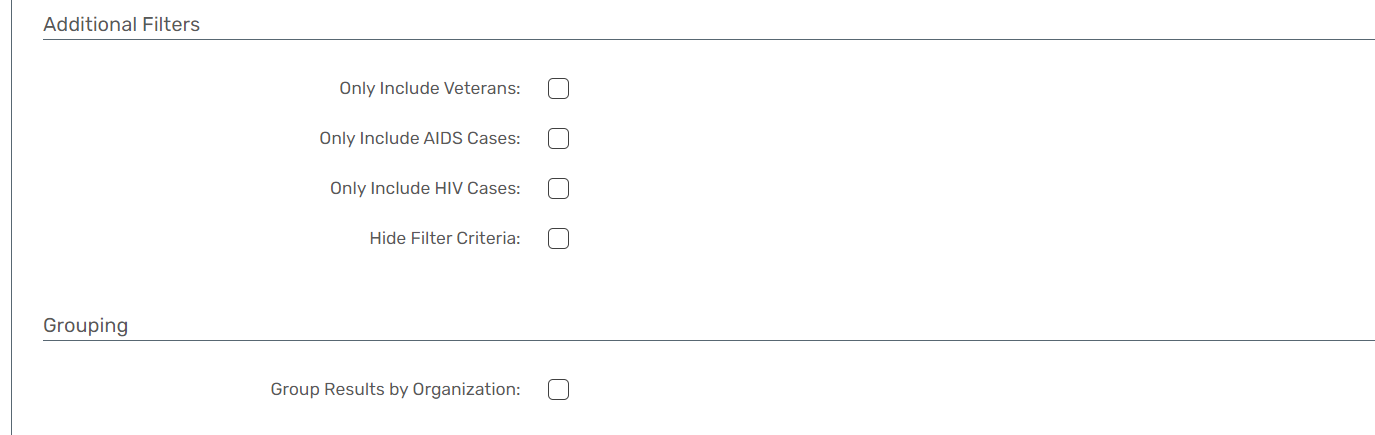 Additional Filters
Only Include Veterans:
Only Include AIDS Cases:
Only Include HIV Cases:
Hide Filter Criteria:
Grouping
Group Results by Organization: